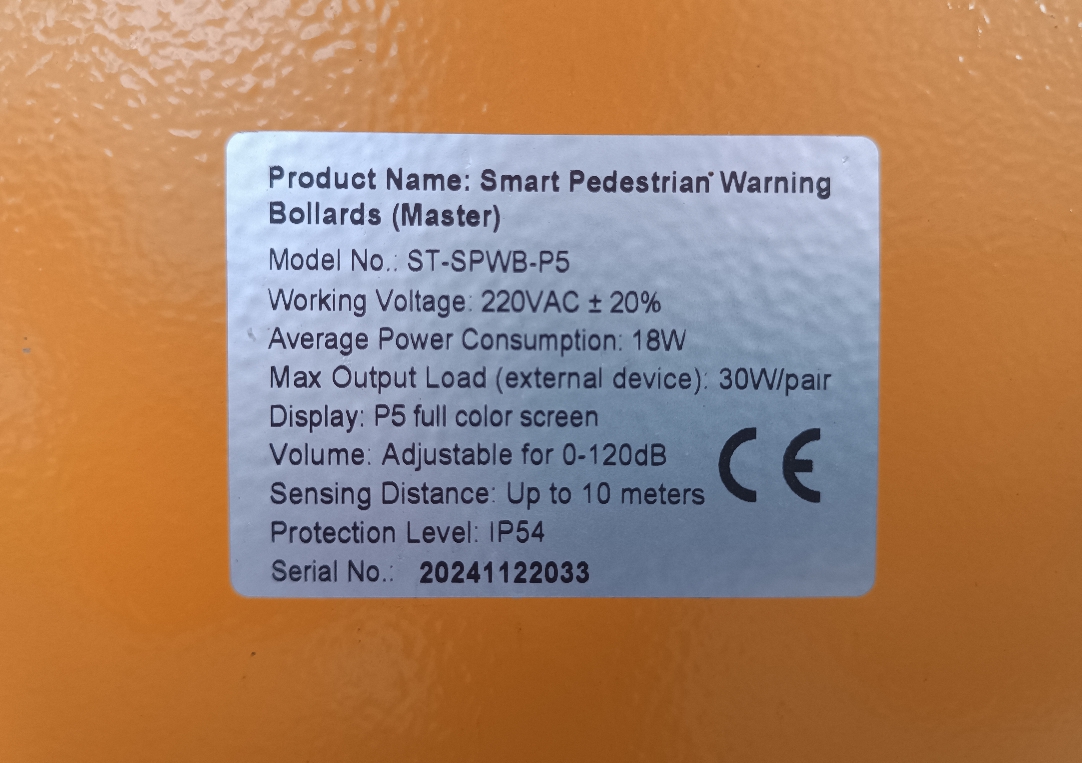 Product Name: Smart Pedestrian Warning
Bollards (Master)
Model No.: ST-SPWB-P5
Working Voltage: 220VAC ± 20%
Average Power Consumption: 18W
Max Output Load (external device): 30W/pair
Display: P5 full color screen
Volume: Adjustable for 0-120dB
Sensing Distance: Up to 10 meters
Protection Level: IP54
Serial No.: 20241122033
CE